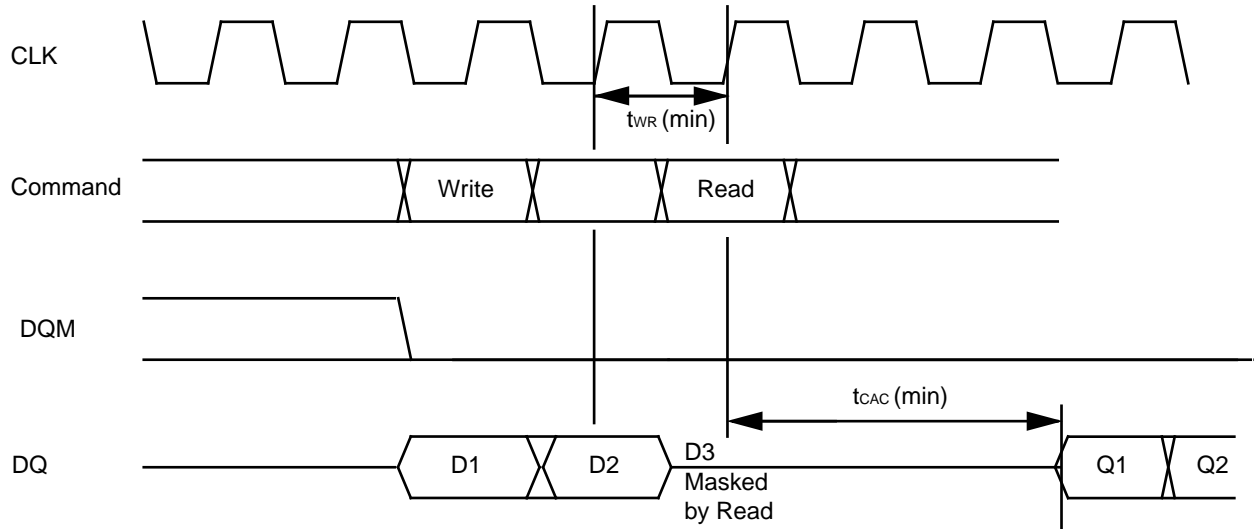 CLK
tWR (min)
Command
Write
Read
DQM
tCAC (min)
DQ
D1
D2
D3
Masked
by Read
Q1
Q2